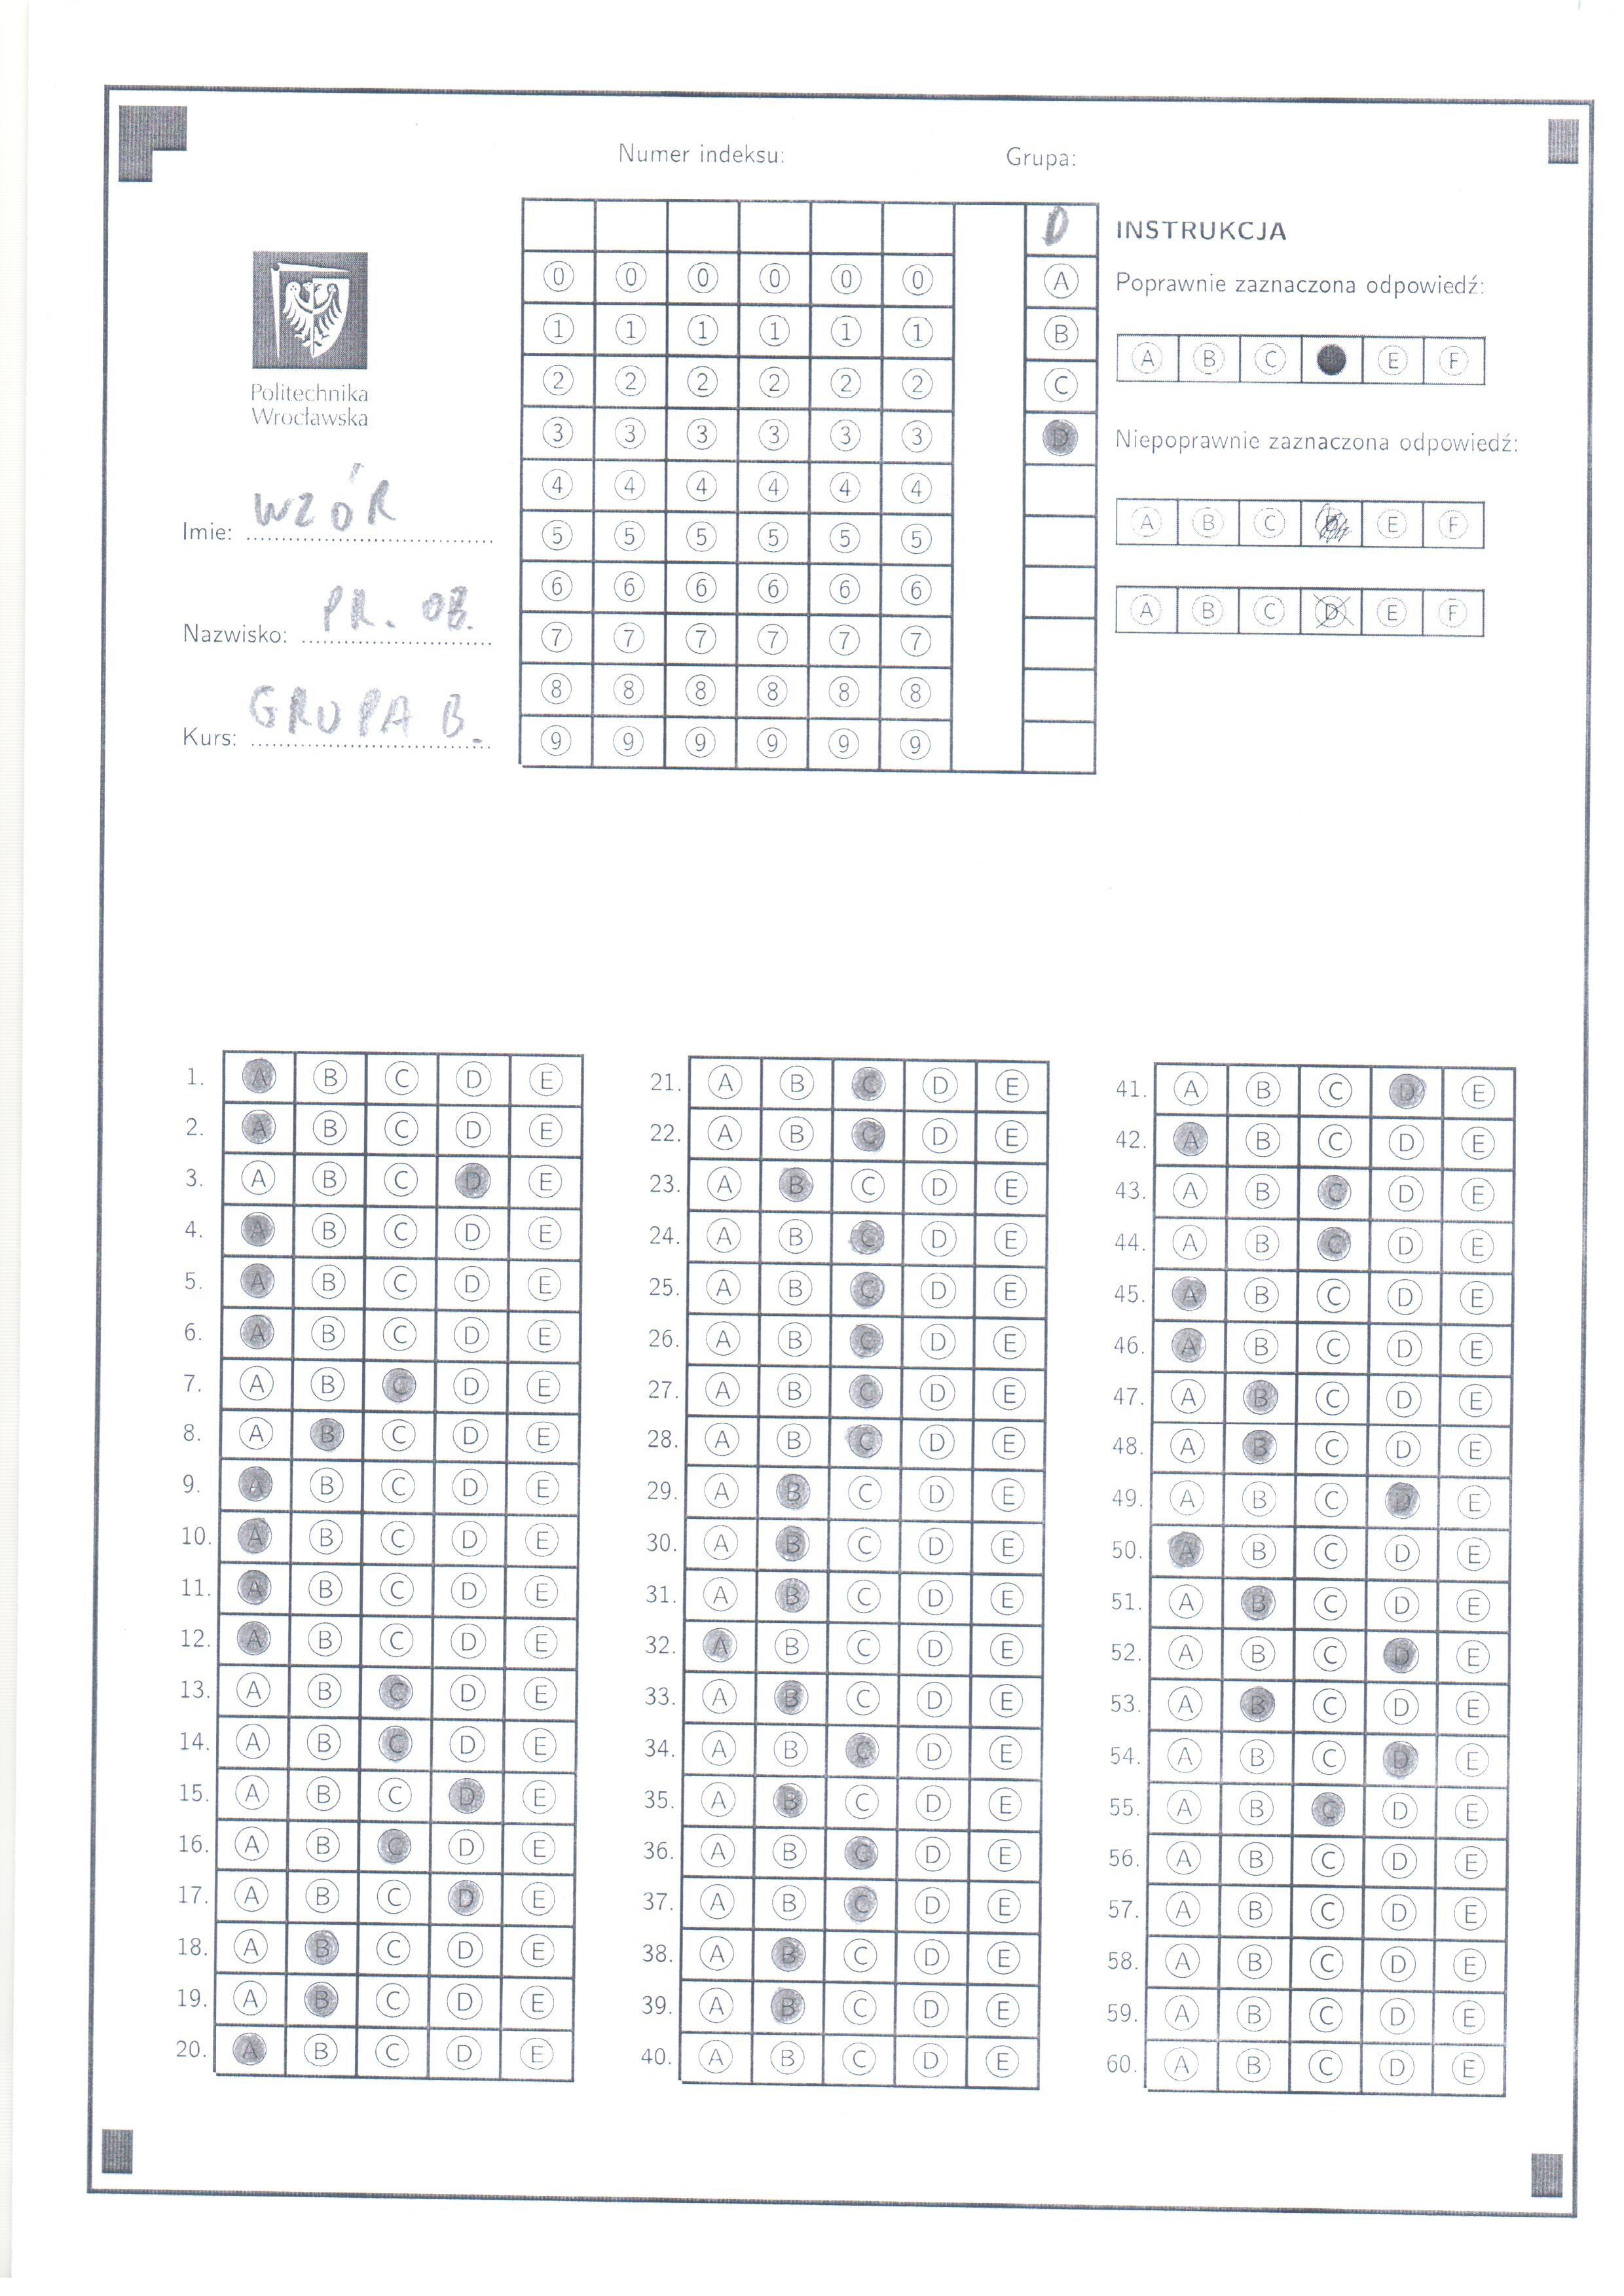 Numer indeksu: Grupa:
D
INSTRUKCJA
0 0 0 0 0 0 A
Poprawnie zaznaczona odpowiedź:
1 1 1 1 1 1 B
A B C E F
2 2 2 2 2 2 C
Politechnika
Wrocławska
3 3 3 3 3 3 D
Niepoprawnie zaznaczona odpowiedź:
4 4 4 4 4 4
Imie: WZÓR
A B C D E F
5 5 5 5 5 5
6 6 6 6 6 6
A B C D E F
Nazwisko: PR. OB.
7 7 7 7 7 7
8 8 8 8 8 8
Kurs: GRUPA B.
9 9 9 9 9 9
1. A B C D E
2. A B C D E
3. A B C D E
4. A B C D E
5. A B C D E
6. A B C D E
7. A B C D E
8. A B C D E
9. A B C D E
10. A B C D E
11. A B C D E
12. A B C D E
13. A B C D E
14. A B C D E
15. A B C D E
16. A B C D E
17. A B C D E
18. A B C D E
19. A B C D E
20. A B C D E
21. A B C D E
22. A B C D E
23. A B C D E
24. A B C D E
25. A B C D E
26. A B C D E
27. A B C D E
28. A B C D E
29. A B C D E
30. A B C D E
31. A B C D E
32. A B C D E
33. A B C D E
34. A B C D E
35. A B C D E
36. A B C D E
37. A B C D E
38. A B C D E
39. A B C D E
40. A B C D E
41. A B C D E
42. A B C D E
43. A B C D E
44. A B C D E
45. A B C D E
46. A B C D E
47. A B C D E
48. A B C D E
49. A B C D E
50. A B C D E
51. A B C D E
52. A B C D E
53. A B C D E
54. A B C D E
55. A B C D E
56. A B C D E
57. A B C D E
58. A B C D E
59. A B C D E
60. A B C D E